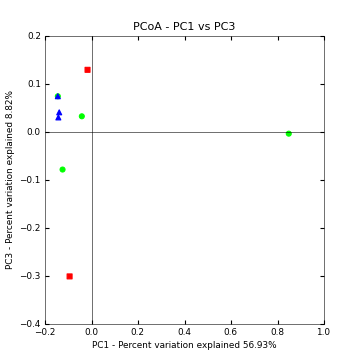 PCoA - PC1 vs PC3
0.2
0.1
0.0
−0.1
−0.2
−0.3
−0.4
PC3 - Percent variation explained 8.82%
−0.2 0.0 0.2 0.4 0.6 0.8 1.0
PC1 - Percent variation explained 56.93%